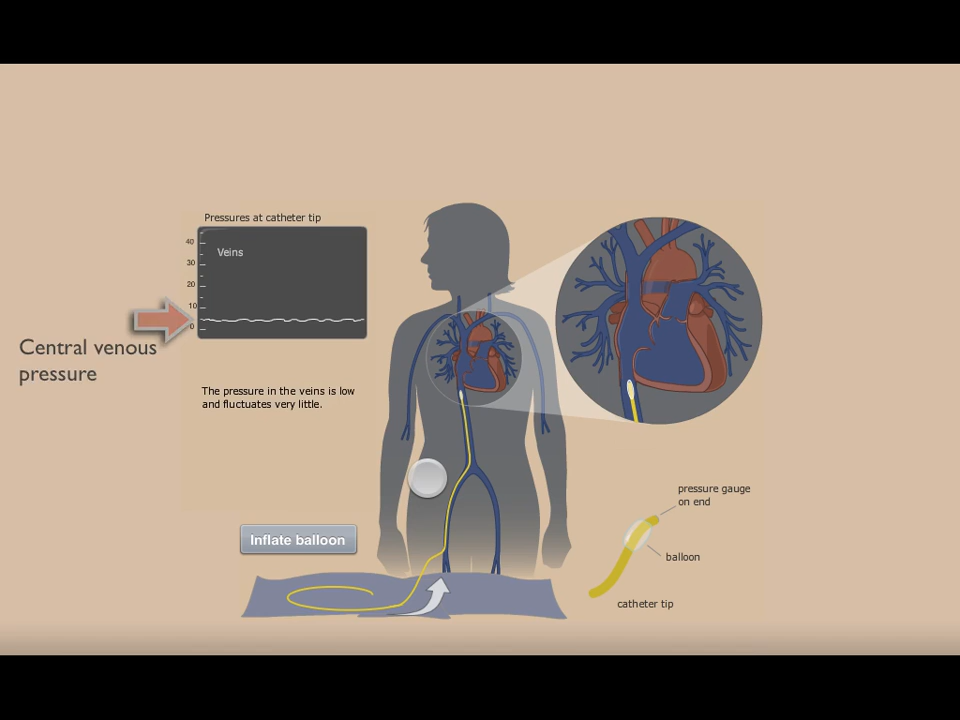 Pressures at catheter tip
40
30
20
10
0
Veins
Central venous
pressure
The pressure in the veins is low
and fluctuates very little.
Inflate balloon
pressure gauge
on end
balloon
catheter tip